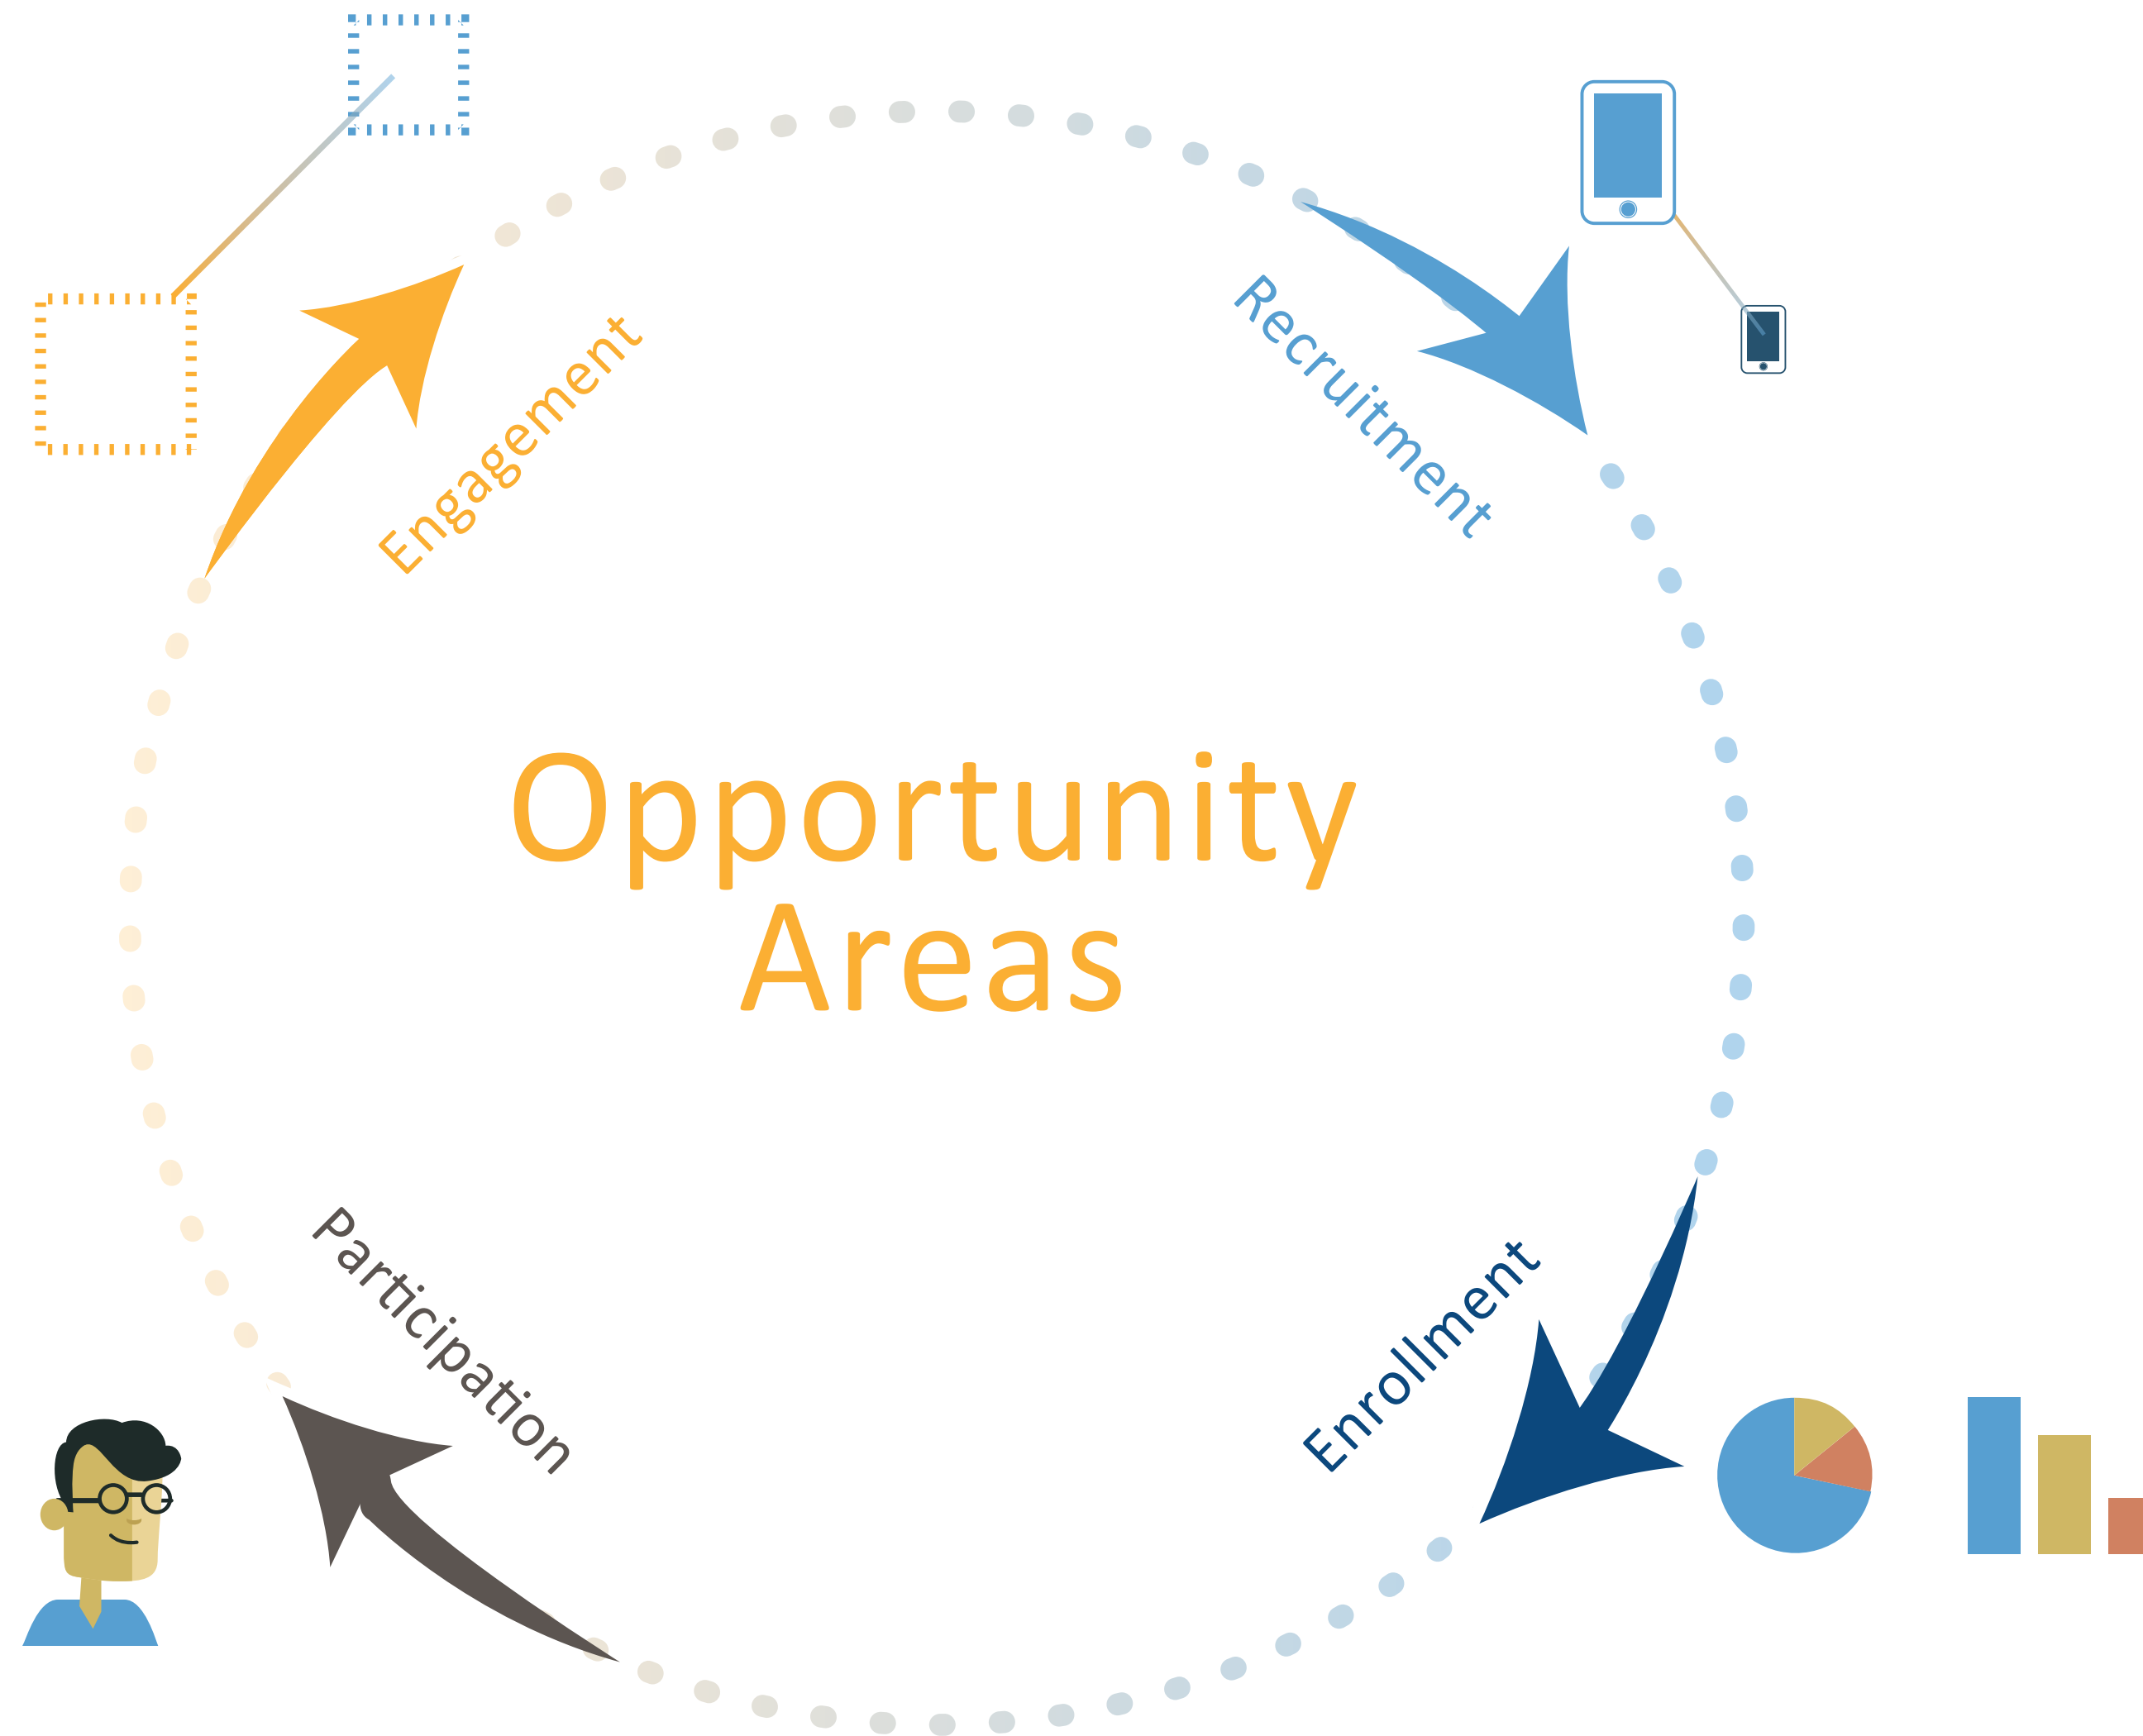 Engagement
Recruitment
Opportunity
Areas
Participation
Enrollment